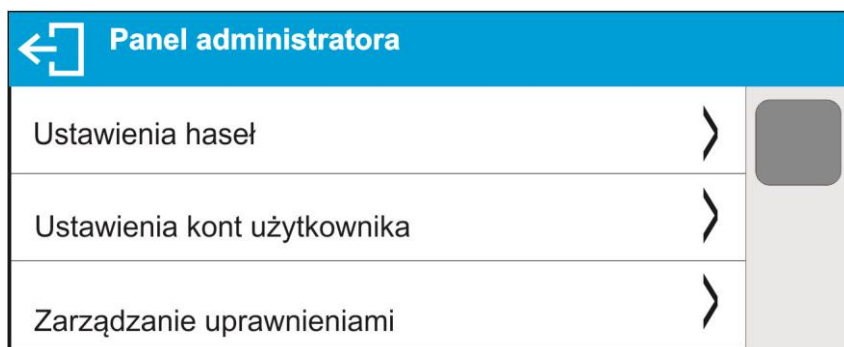 Panel administratora
Ustawienia haseł
Ustawienia kont użytkownika
Zarządzanie uprawnieniami